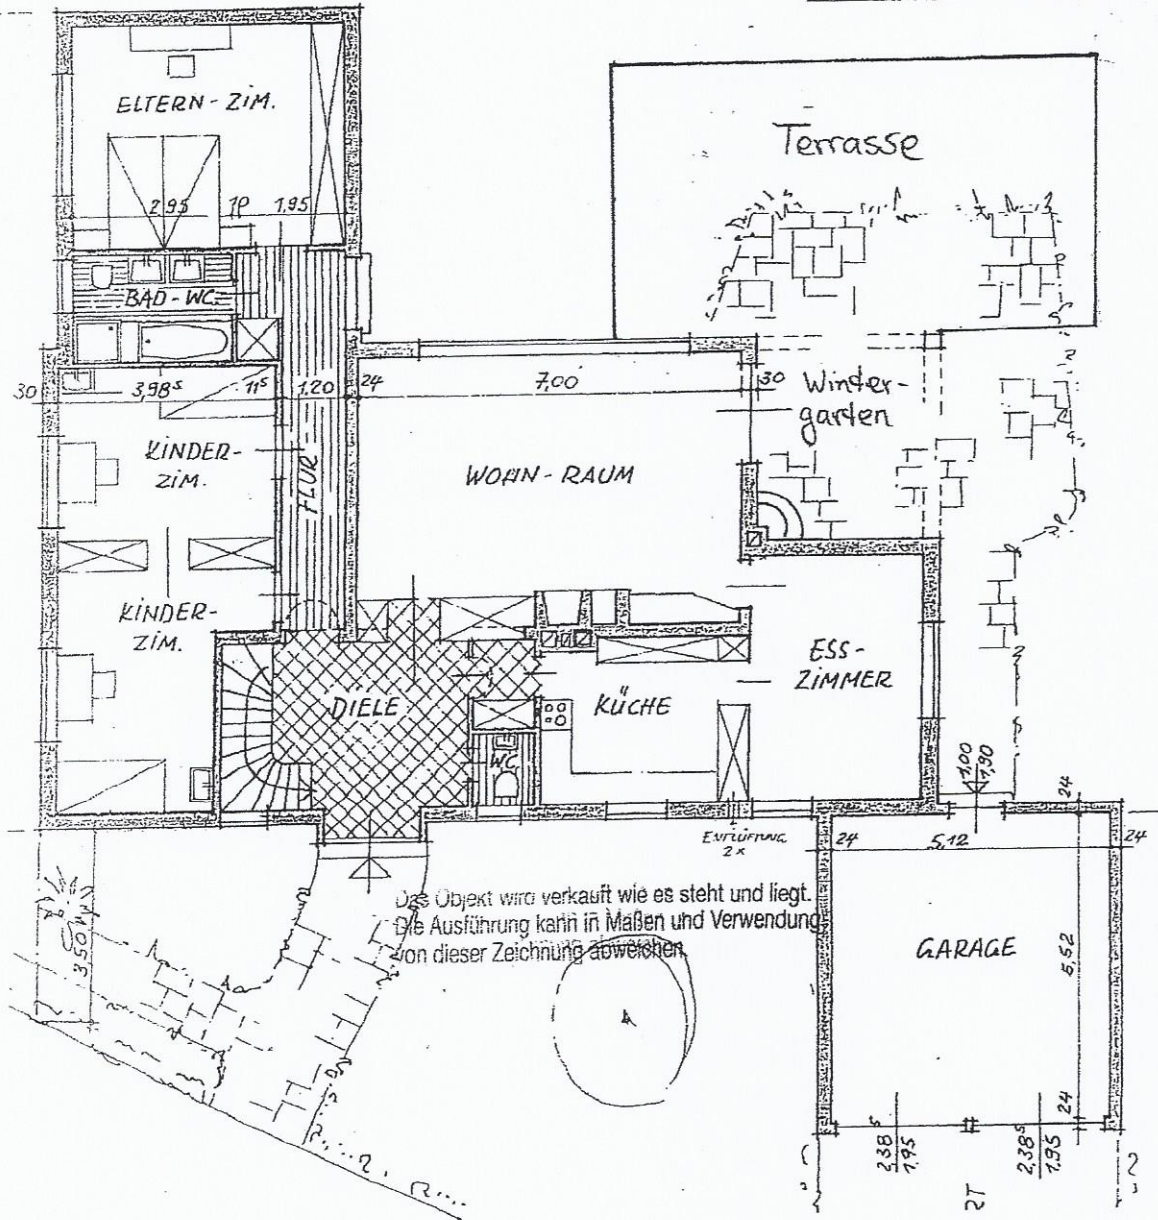 ELTERN-ZIM.
2,95 1P 1,95
Terrasse
BAD-WC
30 3,98⁵ 11⁵ 1,20 24 7,00 30
Winter-
garten
KINDER-
ZIM.
FLUR
WOHN-RAUM
KINDER-
ZIM.
ESS-
ZIMMER
DIELE
KÜCHE
WC
1,00
1,90
24
ENTLÜFTUNG
2x
24 5,12 24
Das Objekt wird verkauft wie es steht und liegt.
Die Ausführung kann in Maßen und Verwendung
von dieser Zeichnung abweichen.
3,50
GARAGE
5,52
24
2,38⁵
1,95
2,38⁵
1,95
2T